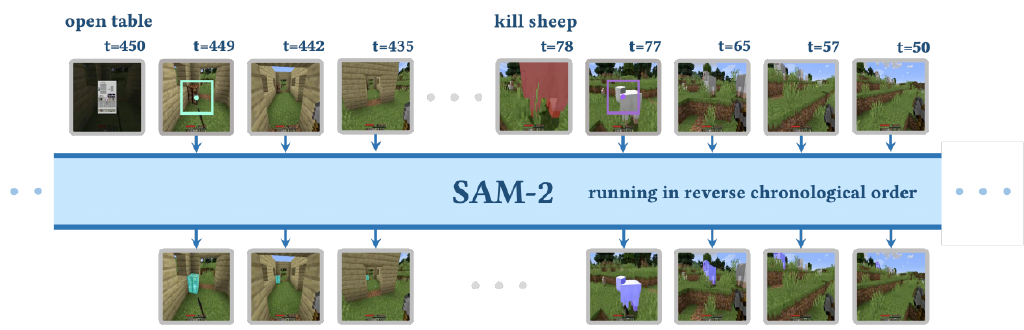 open table
kill sheep
t=450
t=449
t=442
t=435
t=78
t=77
t=65
t=57
t=50
SAM-2
running in reverse chronological order